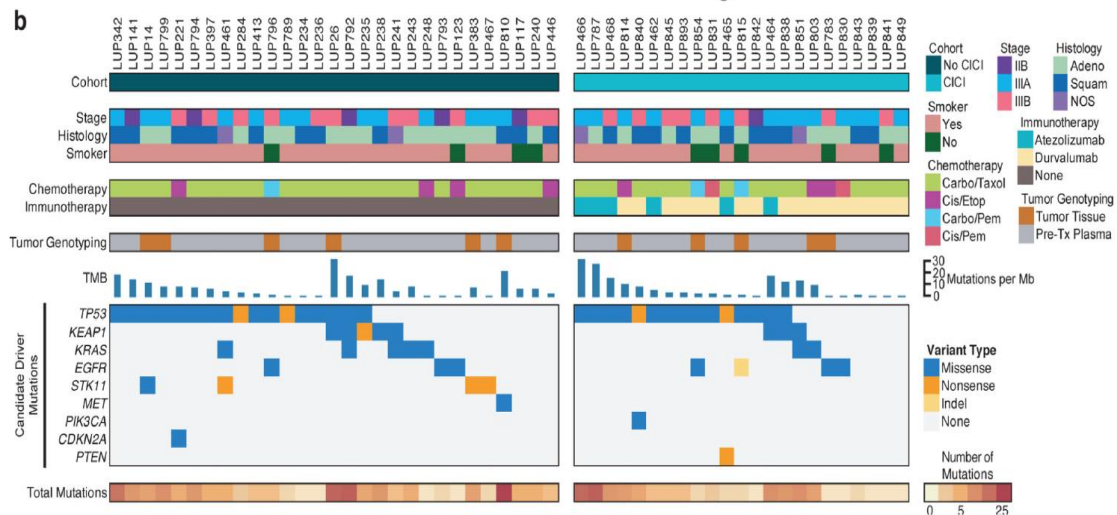 b
LUP342
LUP141
LUP14
LUP799
LUP221
LUP794
LUP397
LUP461
LUP284
LUP413
LUP796
LUP789
LUP234
LUP236
LUP26
LUP792
LUP235
LUP238
LUP241
LUP243
LUP248
LUP793
LUP123
LUP383
LUP467
LUP810
LUP117
LUP240
LUP446
LUP466
LUP787
LUP468
LUP814
LUP840
LUP462
LUP845
LUP893
LUP854
LUP831
LUP465
LUP815
LUP842
LUP464
LUP838
LUP851
LUP803
LUP783
LUP830
LUP843
LUP839
LUP841
LUP849
Cohort
Stage
Histology
Smoker
Chemotherapy
Immunotherapy
Tumor Genotyping
TMB
30
20
10
0
Mutations per Mb
Candidate Driver
Mutations
TP53
KEAP1
KRAS
EGFR
STK11
MET
PIK3CA
CDKN2A
PTEN
Total Mutations
Cohort
No CICI
CICI
Stage
IIB
IIIA
IIIB
Histology
Adeno
Squam
NOS
Smoker
Yes
No
Immunotherapy
Atezolizumab
Durvalumab
None
Chemotherapy
Carbo/Taxol
Cis/Etop
Carbo/Pem
Cis/Pem
Tumor Genotyping
Tumor Tissue
Pre-Tx Plasma
Variant Type
Missense
Nonsense
Indel
None
Number of
Mutations
0 5 25